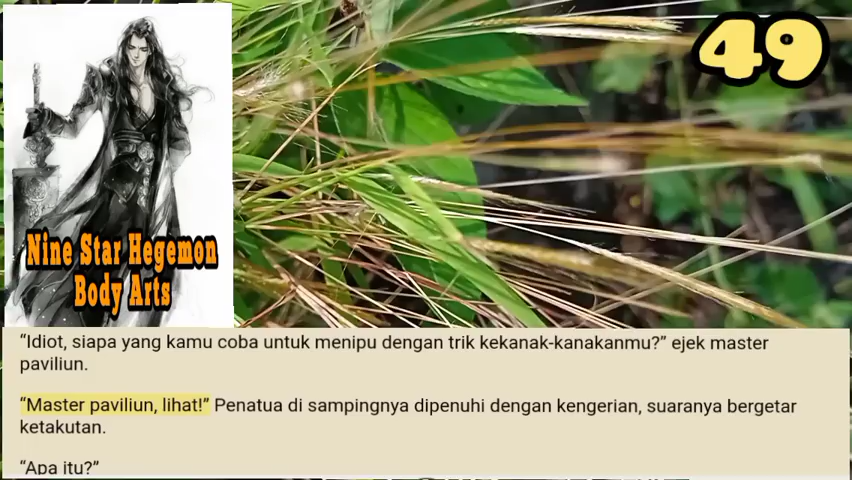 49
Nine Star Hegemon
Body Arts
“Idiot, siapa yang kamu coba untuk menipu dengan trik kekanak-kanakanmu?” ejek master
paviliun.
“Master paviliun, lihat!” Penatua di sampingnya dipenuhi dengan kengerian, suaranya bergetar
ketakutan.
“Apa itu?”